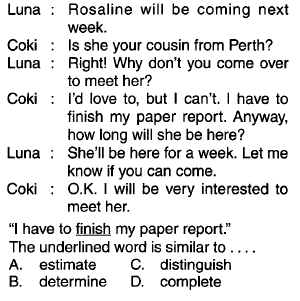 Luna : Rosaline will be coming next
week.
Coki : Is she your cousin from Perth?
Luna : Right! Why don't you come over
to meet her?
Coki : I'd love to, but I can't. I have to
finish my paper report. Anyway,
how long will she be here?
Luna : She'll be here for a week. Let me
know if you can come.
Coki : O.K. I will be very interested to
meet her.
"I have to finish my paper report."
The underlined word is similar to . . . .
A. estimate C. distinguish
B. determine D. complete